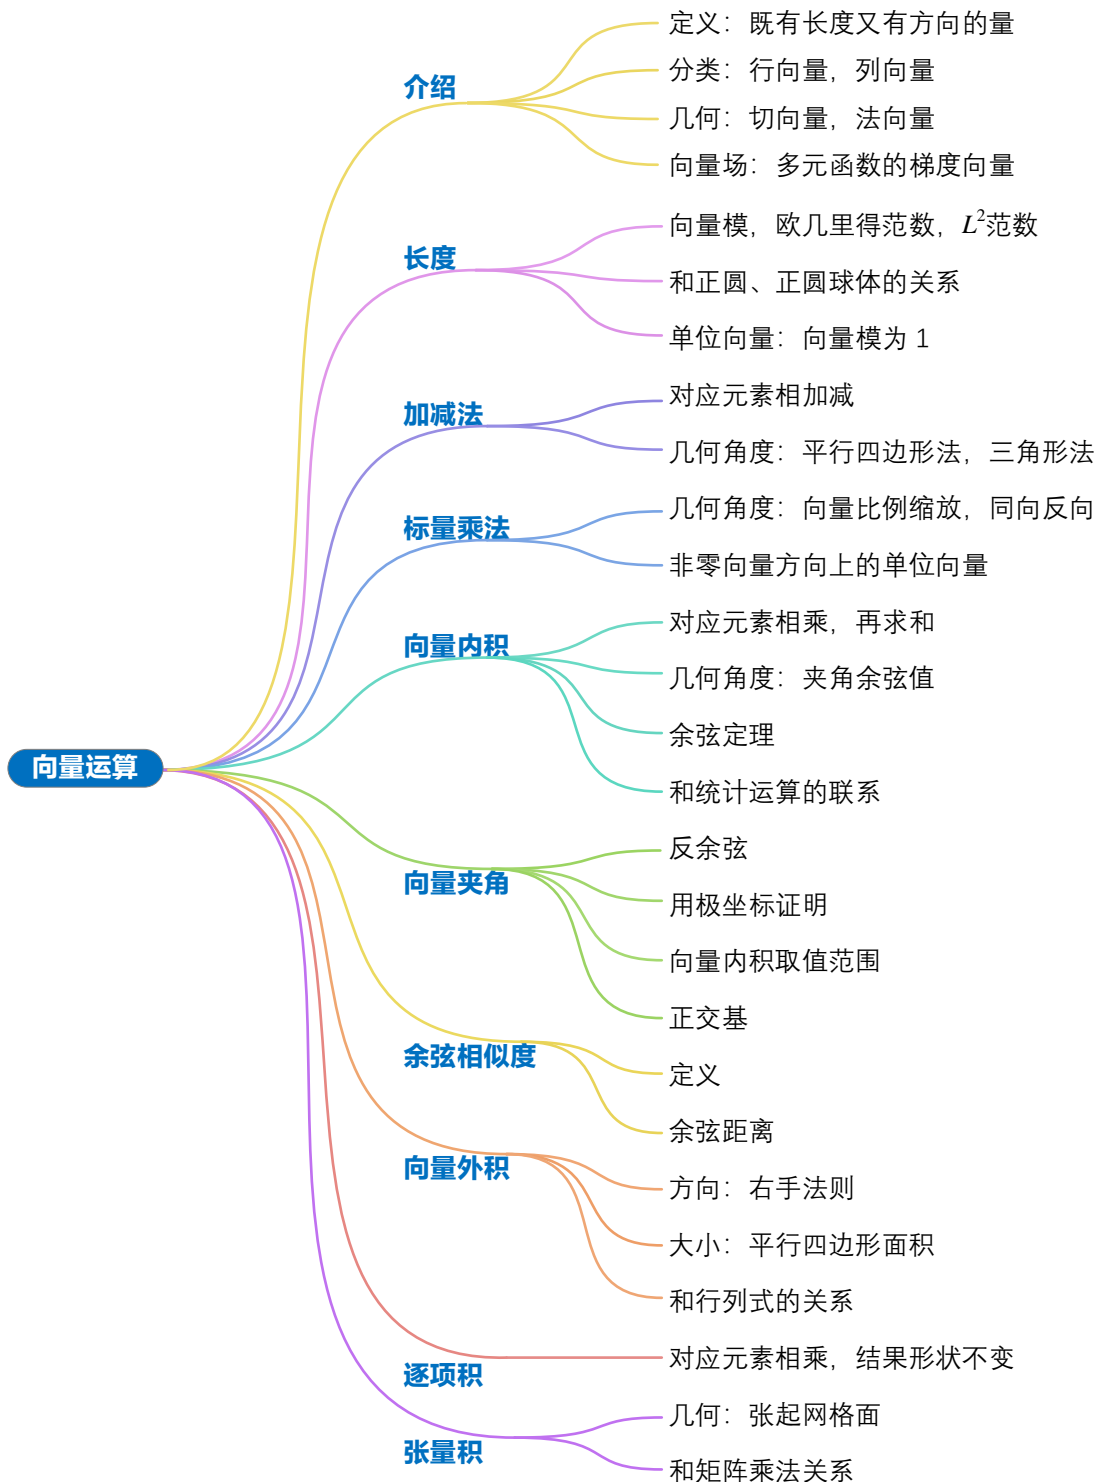 向量运算
介绍
定义：既有长度又有方向的量
分类：行向量，列向量
几何：切向量，法向量
向量场：多元函数的梯度向量
长度
向量模，欧几里得范数，L²范数
和正圆、正圆球体的关系
单位向量：向量模为 1
加减法
对应元素相加减
几何角度：平行四边形法，三角形法
标量乘法
几何角度：向量比例缩放，同向反向
非零向量方向上的单位向量
向量内积
对应元素相乘，再求和
几何角度：夹角余弦值
余弦定理
和统计运算的联系
向量夹角
反余弦
用极坐标证明
向量内积取值范围
正交基
余弦相似度
定义
余弦距离
向量外积
方向：右手法则
大小：平行四边形面积
和行列式的关系
逐项积
对应元素相乘，结果形状不变
张量积
几何：张起网格面
和矩阵乘法关系